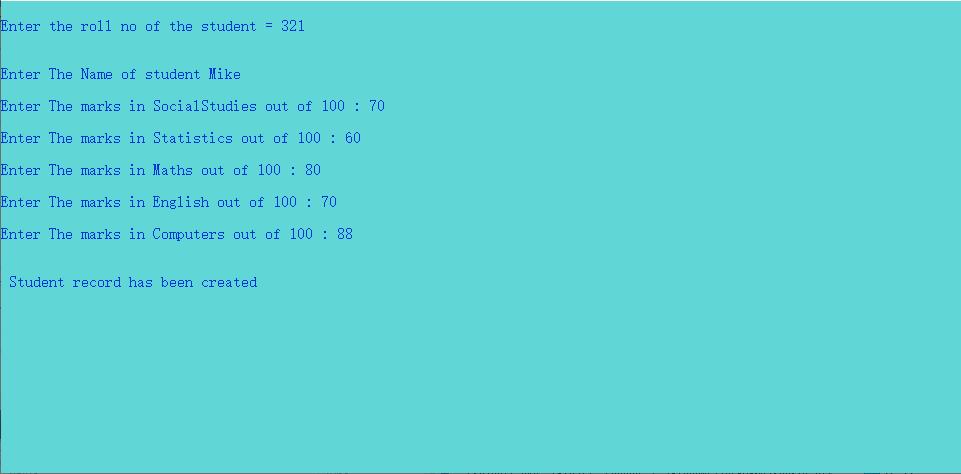 Enter the roll no of the student = 321
Enter The Name of student Mike
Enter The marks in SocialStudies out of 100 : 70
Enter The marks in Statistics out of 100 : 60
Enter The marks in Maths out of 100 : 80
Enter The marks in English out of 100 : 70
Enter The marks in Computers out of 100 : 88
Student record has been created